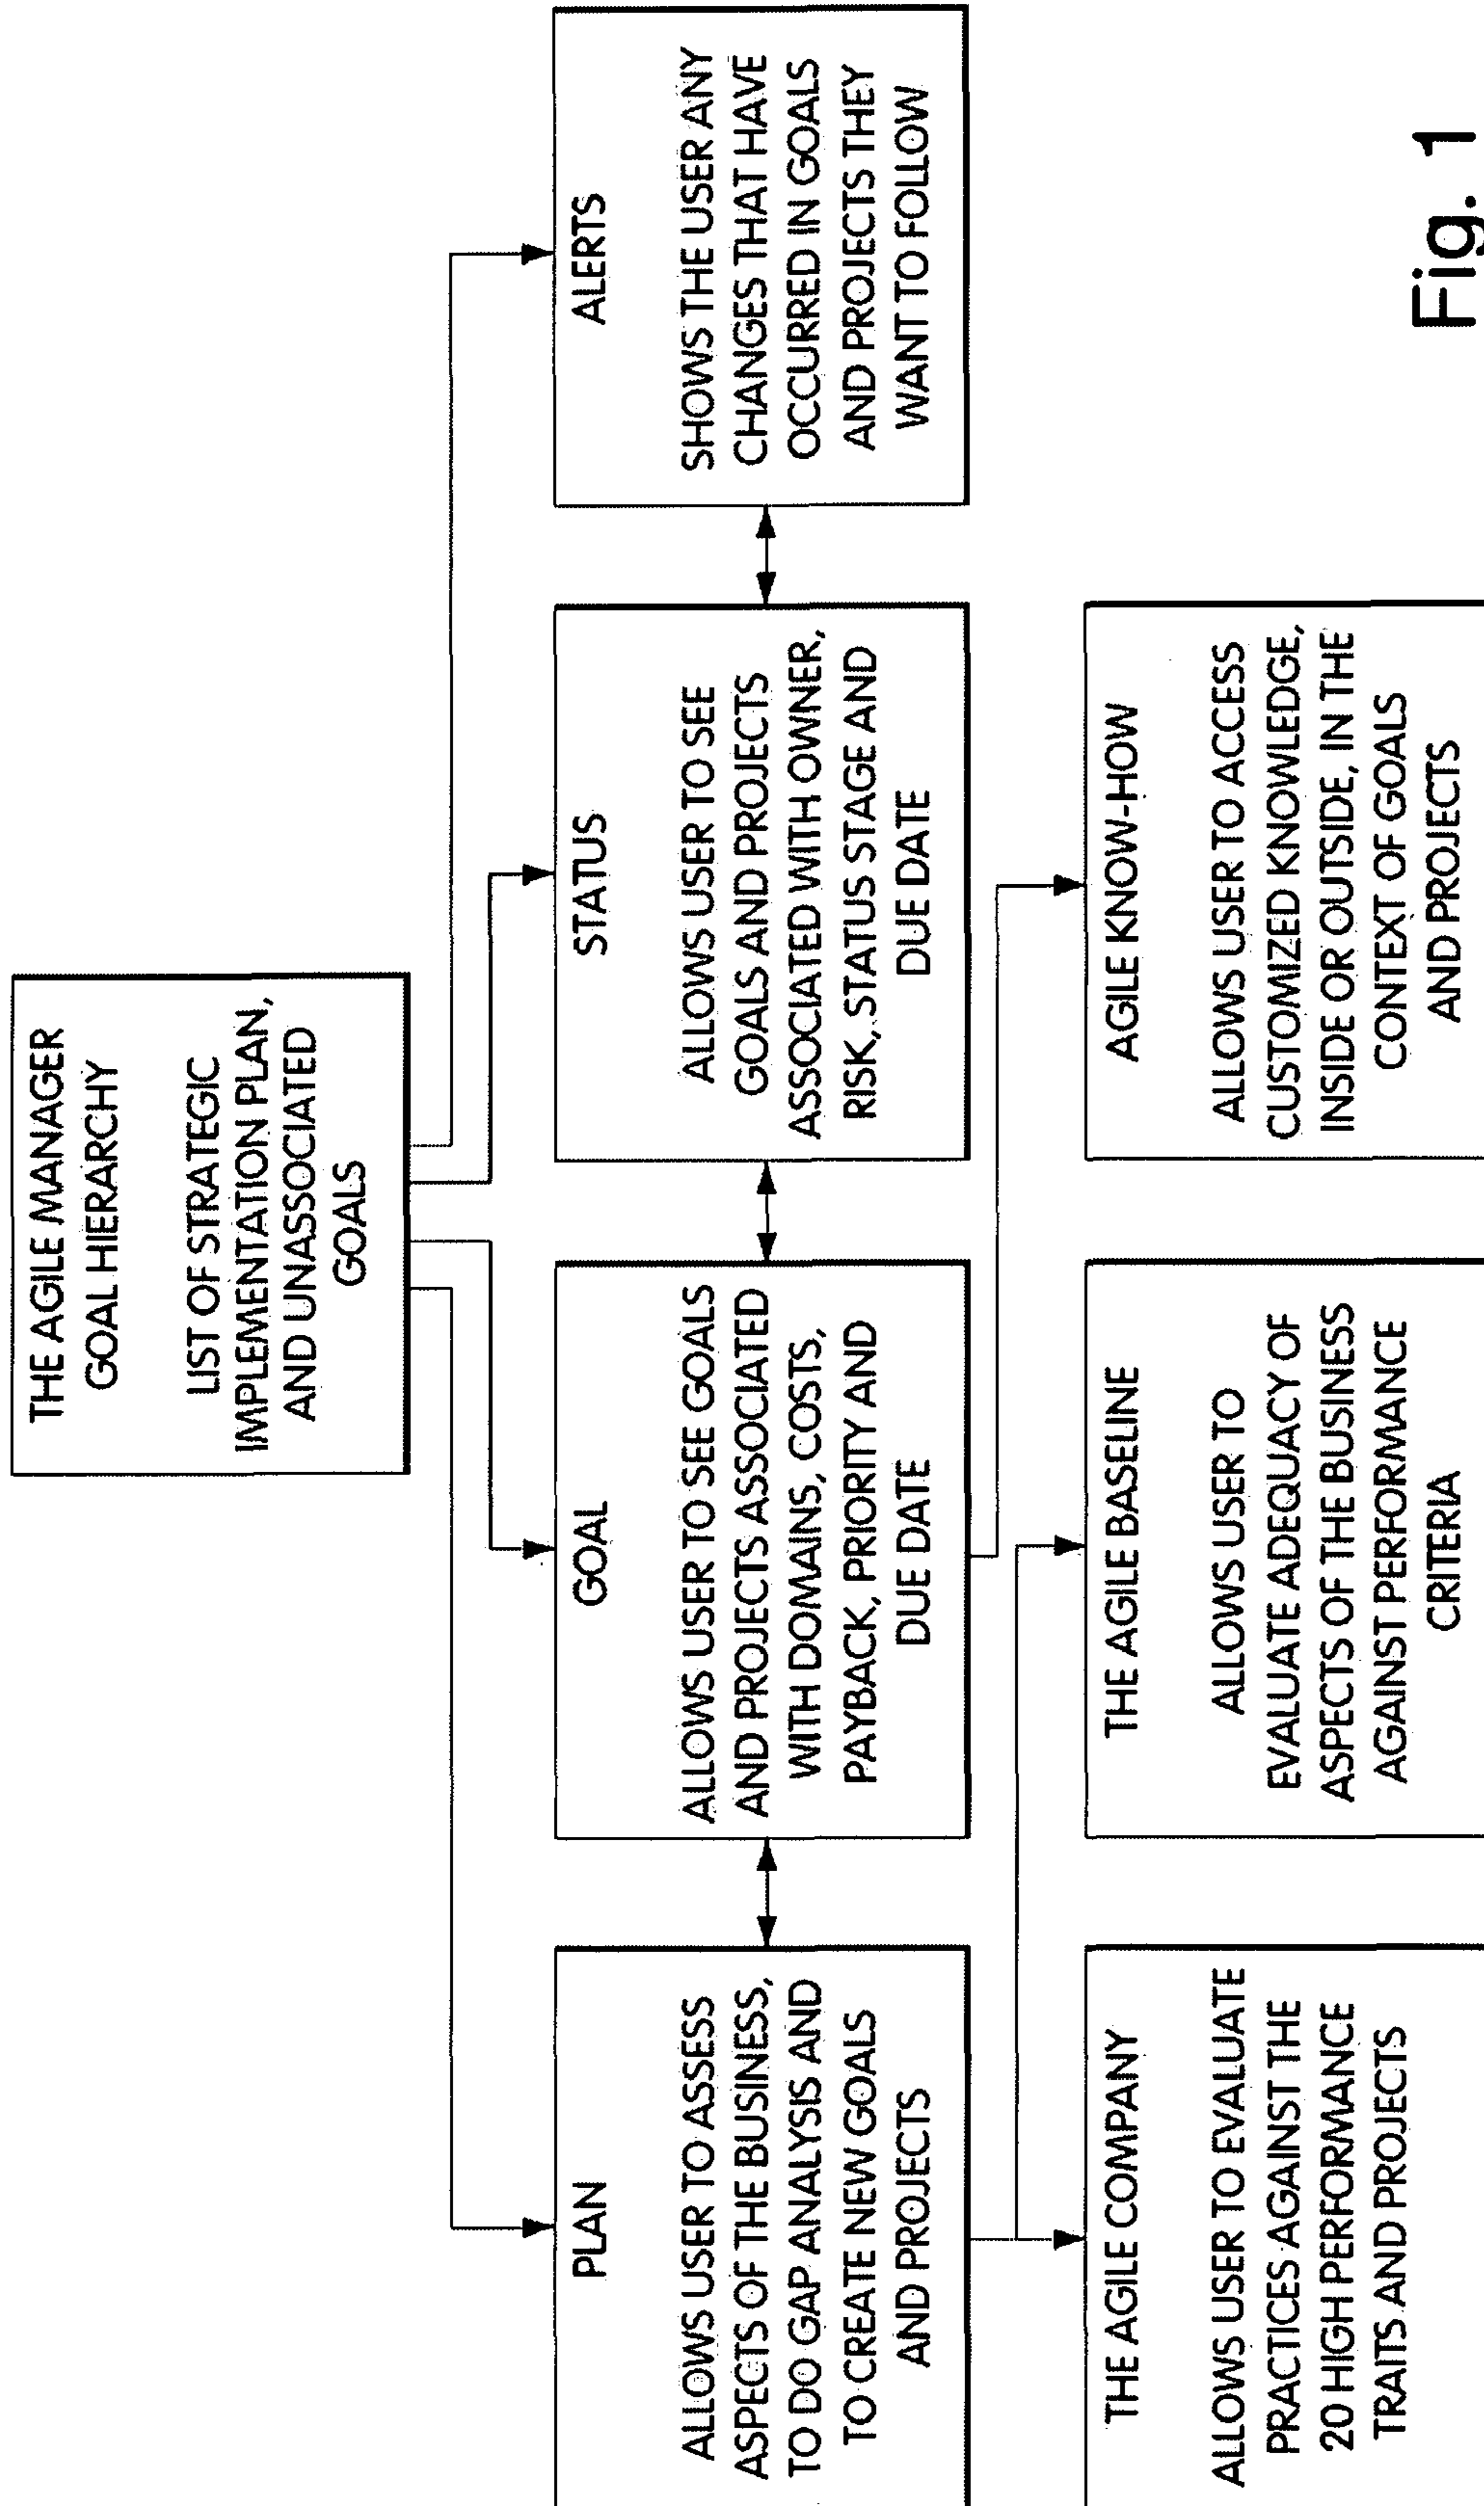 THE AGILE MANAGER
GOAL HIERARCHY
LIST OF STRATEGIC
IMPLEMENTATION PLAN,
AND UNASSOCIATED
GOALS
PLAN
ALLOWS USER TO ASSESS
ASPECTS OF THE BUSINESS,
TO DO GAP ANALYSIS AND
TO CREATE NEW GOALS
AND PROJECTS
GOAL
ALLOWS USER TO SEE GOALS
AND PROJECTS ASSOCIATED
WITH DOMAINS, COSTS,
PAYBACK, PRIORITY AND
DUE DATE
STATUS
ALLOWS USER TO SEE
GOALS AND PROJECTS
ASSOCIATED WITH OWNER,
RISK, STATUS STAGE AND
DUE DATE
ALERTS
SHOWS THE USER ANY
CHANGES THAT HAVE
OCCURRED IN GOALS
AND PROJECTS THEY
WANT TO FOLLOW
THE AGILE COMPANY
ALLOWS USER TO EVALUATE
PRACTICES AGAINST THE
20 HIGH PERFORMANCE
TRAITS AND PROJECTS
THE AGILE BASELINE
ALLOWS USER TO
EVALUATE ADEQUACY OF
ASPECTS OF THE BUSINESS
AGAINST PERFORMANCE
CRITERIA
AGILE KNOW-HOW
ALLOWS USER TO ACCESS
CUSTOMIZED KNOWLEDGE,
INSIDE OR OUTSIDE, IN THE
CONTEXT OF GOALS
AND PROJECTS
Fig. 1